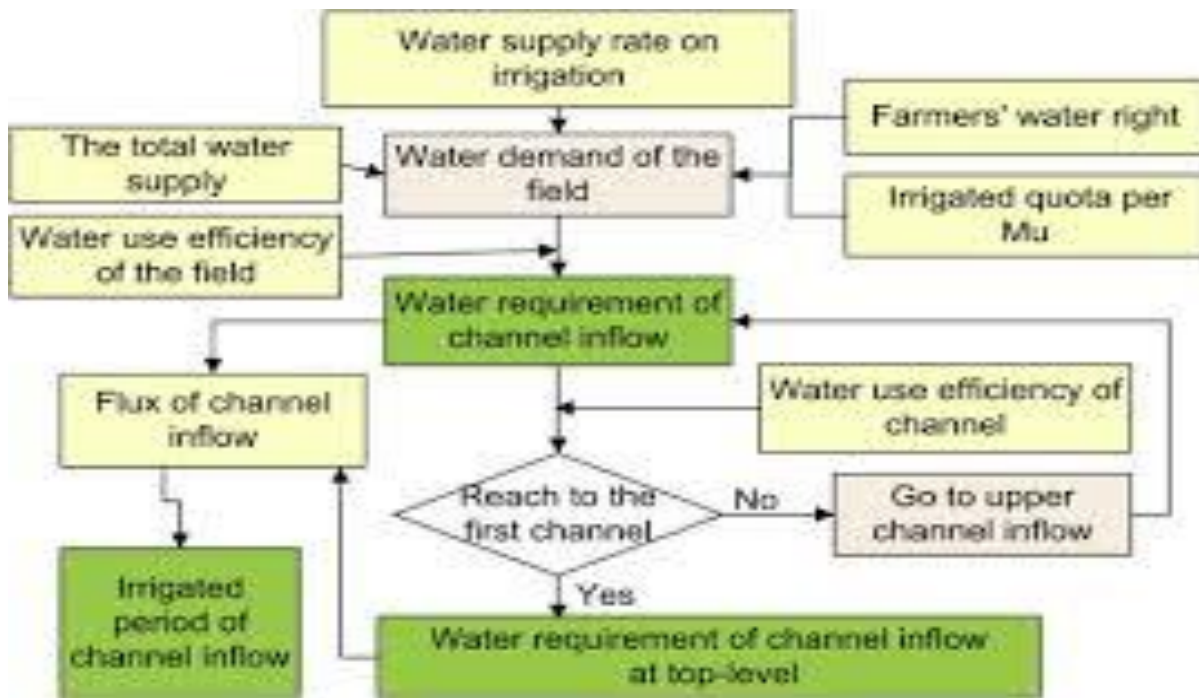 Water supply rate on
irrigation
Farmers' water right
The total water
supply
Water demand of the
field
Irrigated quota per
Mu
Water use efficiency
of the field
Water requirement of
channel inflow
Flux of channel
inflow
Water use efficiency of
channel
Reach to the
first channel
No
Go to upper
channel inflow
Yes
Irrigated
period of
channel inflow
Water requirement of channel inflow
at top-level